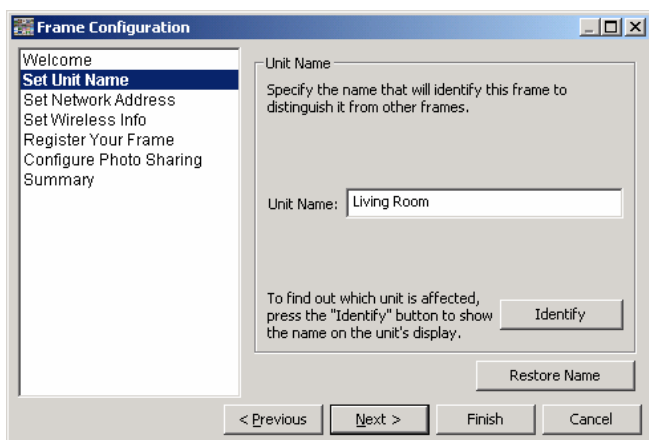 Frame Configuration
Welcome
Set Unit Name
Set Network Address
Set Wireless Info
Register Your Frame
Configure Photo Sharing
Summary
Unit Name
Specify the name that will identify this frame to
distinguish it from other frames.
Unit Name: Living Room
To find out which unit is affected,
press the "Identify" button to show
the name on the unit's display.
Identify
Restore Name
< Previous
Next >
Finish
Cancel